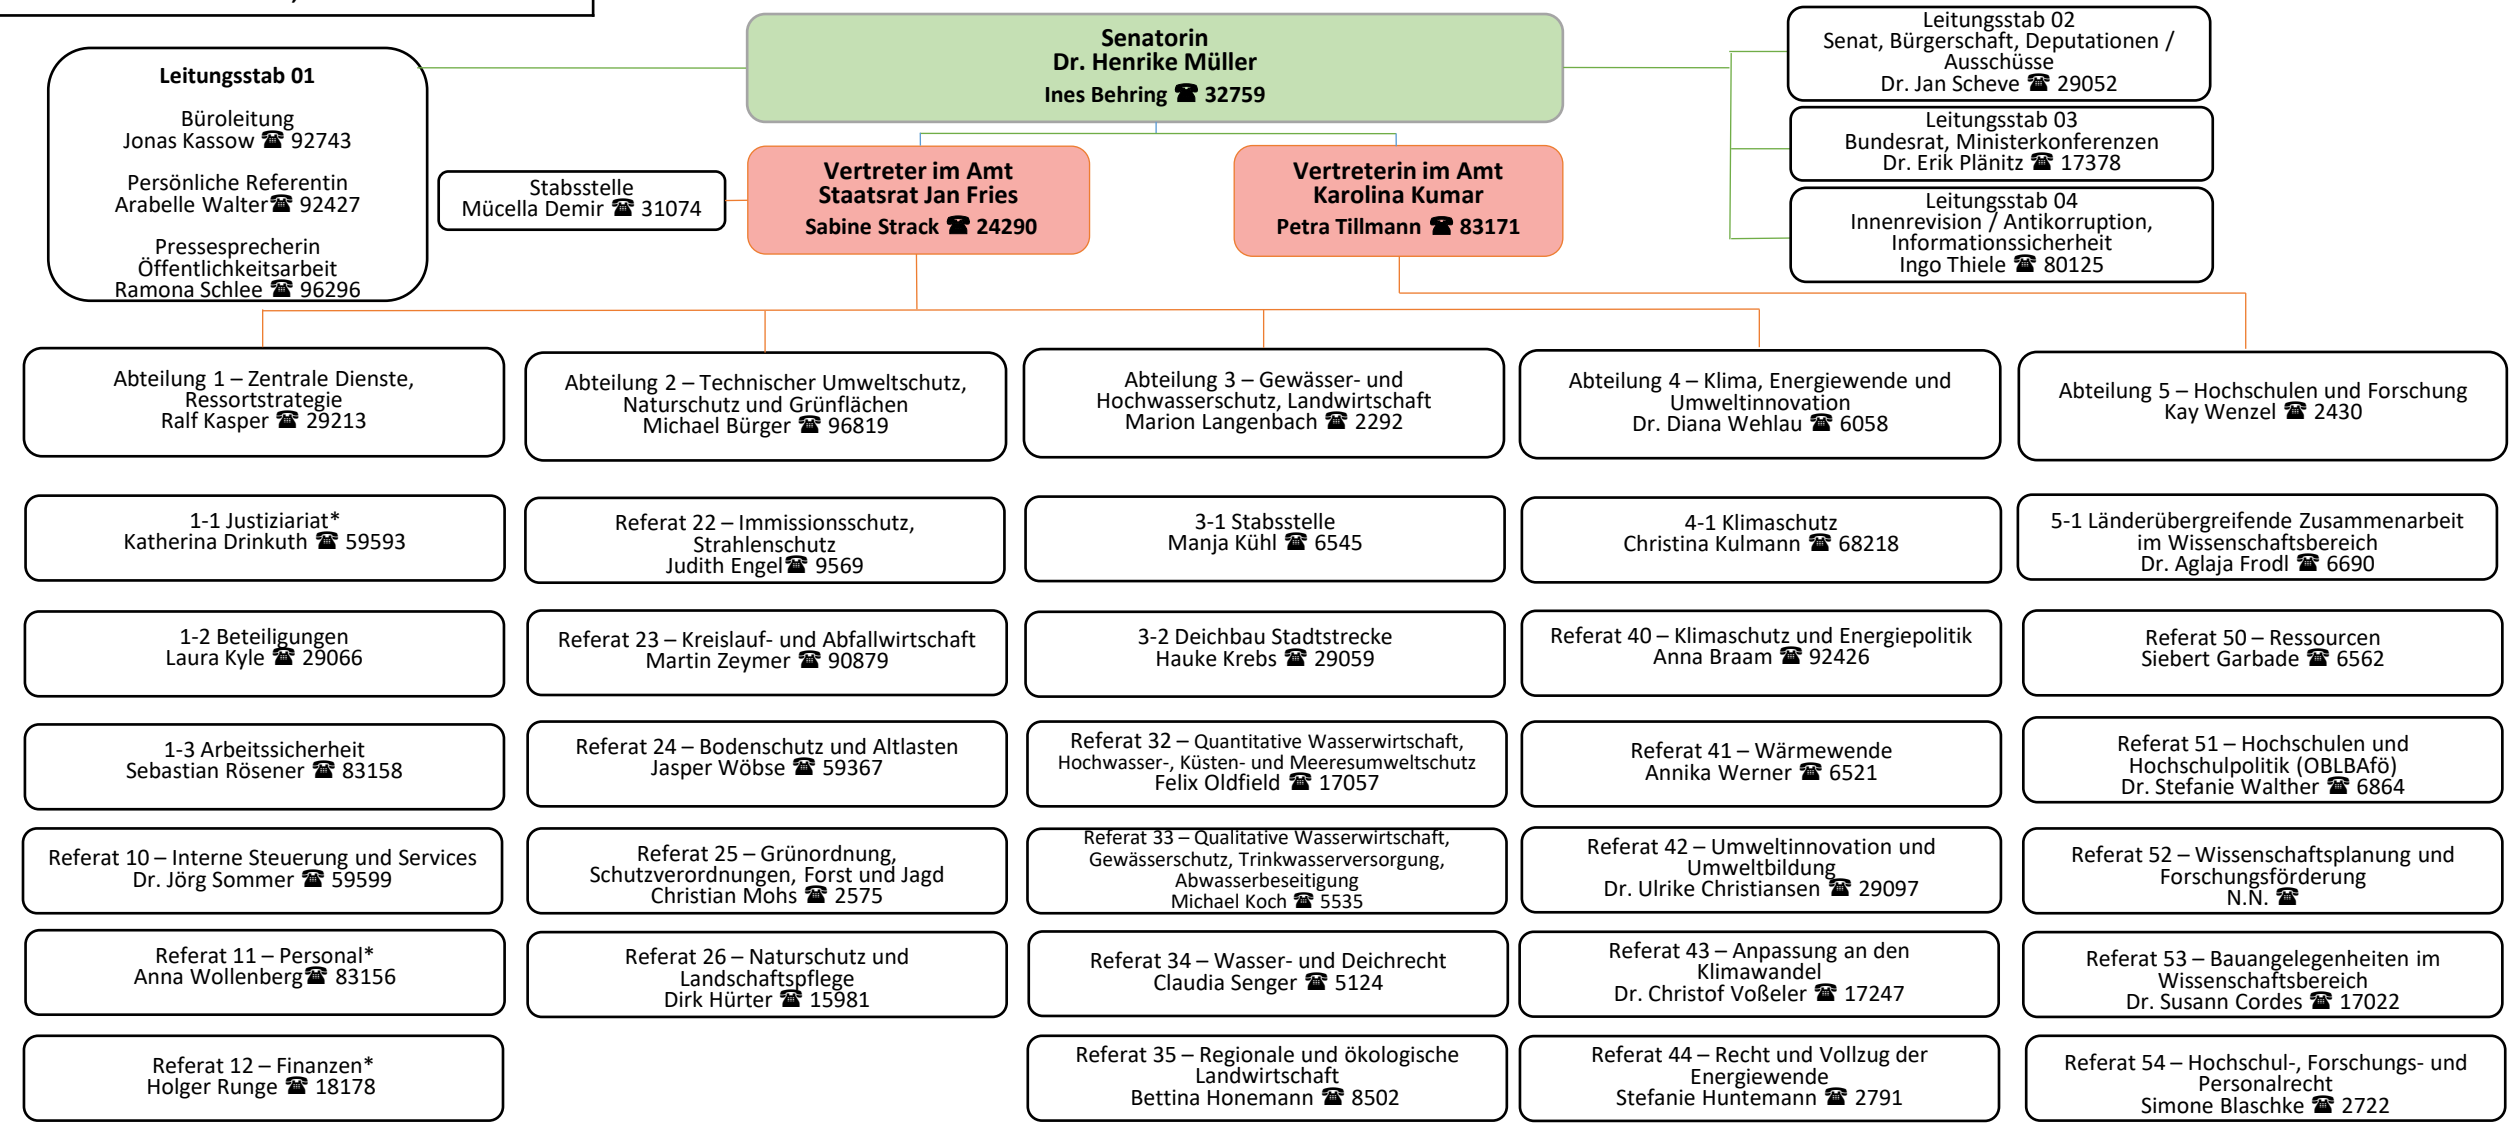 Senatorin
Dr. Henrike Müller
Ines Behring ☎ 32759
Leitungsstab 01
Büroleitung
Jonas Kassow ☎ 92743
Persönliche Referentin
Arabelle Walter☎ 92427
Pressesprecherin
Öffentlichkeitsarbeit
Ramona Schlee ☎ 96296
Leitungsstab 02
Senat, Bürgerschaft, Deputationen /
Ausschüsse
Dr. Jan Scheve ☎ 29052
Leitungsstab 03
Bundesrat, Ministerkonferenzen
Dr. Erik Plänitz ☎ 17378
Leitungsstab 04
Innenrevision / Antikorruption,
Informationssicherheit
Ingo Thiele ☎ 80125
Stabsstelle
Mücella Demir ☎ 31074
Vertreter im Amt
Staatsrat Jan Fries
Sabine Strack ☎ 24290
Vertreterin im Amt
Karolina Kumar
Petra Tillmann ☎ 83171
Abteilung 1 – Zentrale Dienste,
Ressortstrategie
Ralf Kasper ☎ 29213
Abteilung 2 – Technischer Umweltschutz,
Naturschutz und Grünflächen
Michael Bürger ☎ 96819
Abteilung 3 – Gewässer- und
Hochwasserschutz, Landwirtschaft
Marion Langenbach ☎ 2292
Abteilung 4 – Klima, Energiewende und
Umweltinnovation
Dr. Diana Wehlau ☎ 6058
Abteilung 5 – Hochschulen und Forschung
Kay Wenzel ☎ 2430
1-1 Justiziariat*
Katherina Drinkuth ☎ 59593
Referat 22 – Immissionsschutz,
Strahlenschutz
Judith Engel☎ 9569
3-1 Stabsstelle
Manja Kühl ☎ 6545
4-1 Klimaschutz
Christina Kulmann ☎ 68218
5-1 Länderübergreifende Zusammenarbeit
im Wissenschaftsbereich
Dr. Aglaja Frodl ☎ 6690
1-2 Beteiligungen
Laura Kyle ☎ 29066
Referat 23 – Kreislauf- und Abfallwirtschaft
Martin Zeymer ☎ 90879
3-2 Deichbau Stadtstrecke
Hauke Krebs ☎ 29059
Referat 40 – Klimaschutz und Energiepolitik
Anna Braam ☎ 92426
Referat 50 – Ressourcen
Siebert Garbade ☎ 6562
1-3 Arbeitssicherheit
Sebastian Rösener ☎ 83158
Referat 24 – Bodenschutz und Altlasten
Jasper Wöbse ☎ 59367
Referat 32 – Quantitative Wasserwirtschaft,
Hochwasser-, Küsten- und Meeresumweltschutz
Felix Oldfield ☎ 17057
Referat 41 – Wärmewende
Annika Werner ☎ 6521
Referat 51 – Hochschulen und
Hochschulpolitik (OBLBAfö)
Dr. Stefanie Walther ☎ 6864
Referat 10 – Interne Steuerung und Services
Dr. Jörg Sommer ☎ 59599
Referat 25 – Grünordnung,
Schutzverordnungen, Forst und Jagd
Christian Mohs ☎ 2575
Referat 33 – Qualitative Wasserwirtschaft,
Gewässerschutz, Trinkwasserversorgung,
Abwasserbeseitigung
Michael Koch ☎ 5535
Referat 42 – Umweltinnovation und
Umweltbildung
Dr. Ulrike Christiansen ☎ 29097
Referat 52 – Wissenschaftsplanung und
Forschungsförderung
N.N. ☎
Referat 11 – Personal*
Anna Wollenberg☎ 83156
Referat 26 – Naturschutz und
Landschaftspflege
Dirk Hürter ☎ 15981
Referat 34 – Wasser- und Deichrecht
Claudia Senger ☎ 5124
Referat 43 – Anpassung an den
Klimawandel
Dr. Christof Voßeler ☎ 17247
Referat 53 – Bauangelegenheiten im
Wissenschaftsbereich
Dr. Susann Cordes ☎ 17022
Referat 12 – Finanzen*
Holger Runge ☎ 18178
Referat 35 – Regionale und ökologische
Landwirtschaft
Bettina Honemann ☎ 8502
Referat 44 – Recht und Vollzug der
Energiewende
Stefanie Huntemann ☎ 2791
Referat 54 – Hochschul-, Forschungs- und
Personalrecht
Simone Blaschke ☎ 2722